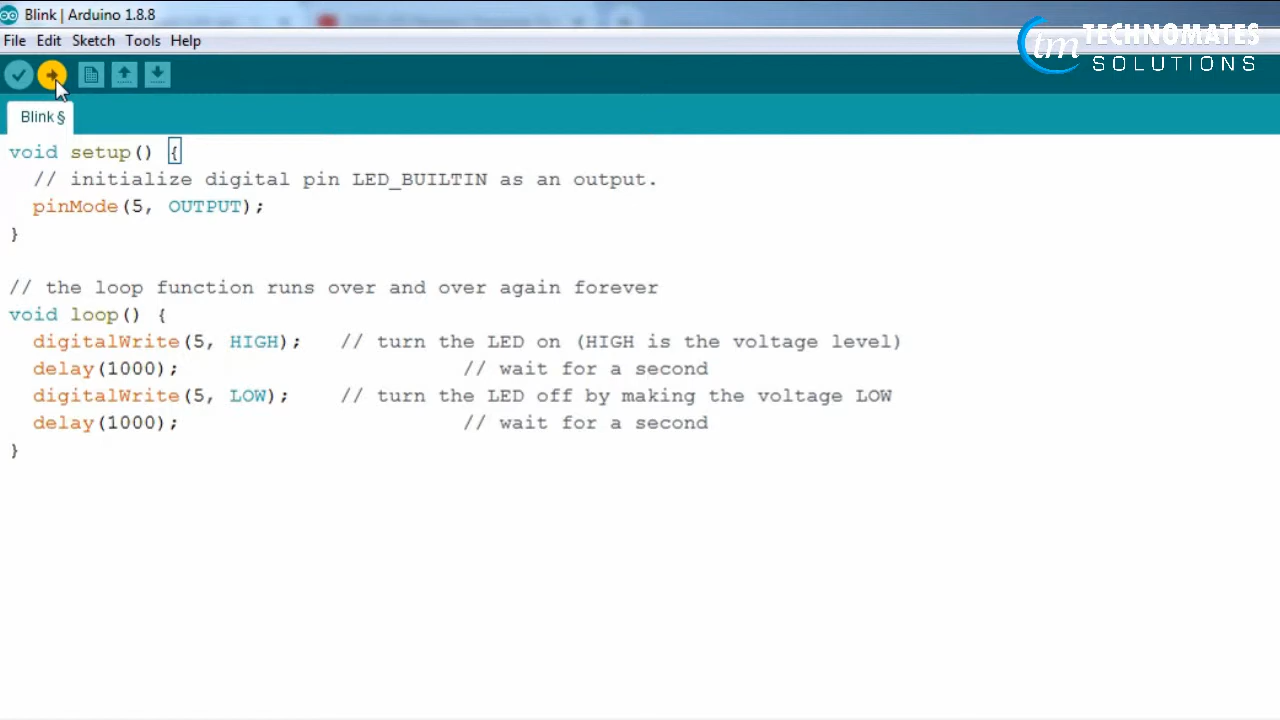 Blink | Arduino 1.8.8
File Edit Sketch Tools Help
tm TECHNOMATES
SOLUTIONS
Blink §
void setup() {
  // initialize digital pin LED_BUILTIN as an output.
  pinMode(5, OUTPUT);
}
// the loop function runs over and over again forever
void loop() {
  digitalWrite(5, HIGH);   // turn the LED on (HIGH is the voltage level)
  delay(1000);                       // wait for a second
  digitalWrite(5, LOW);    // turn the LED off by making the voltage LOW
  delay(1000);                       // wait for a second
}